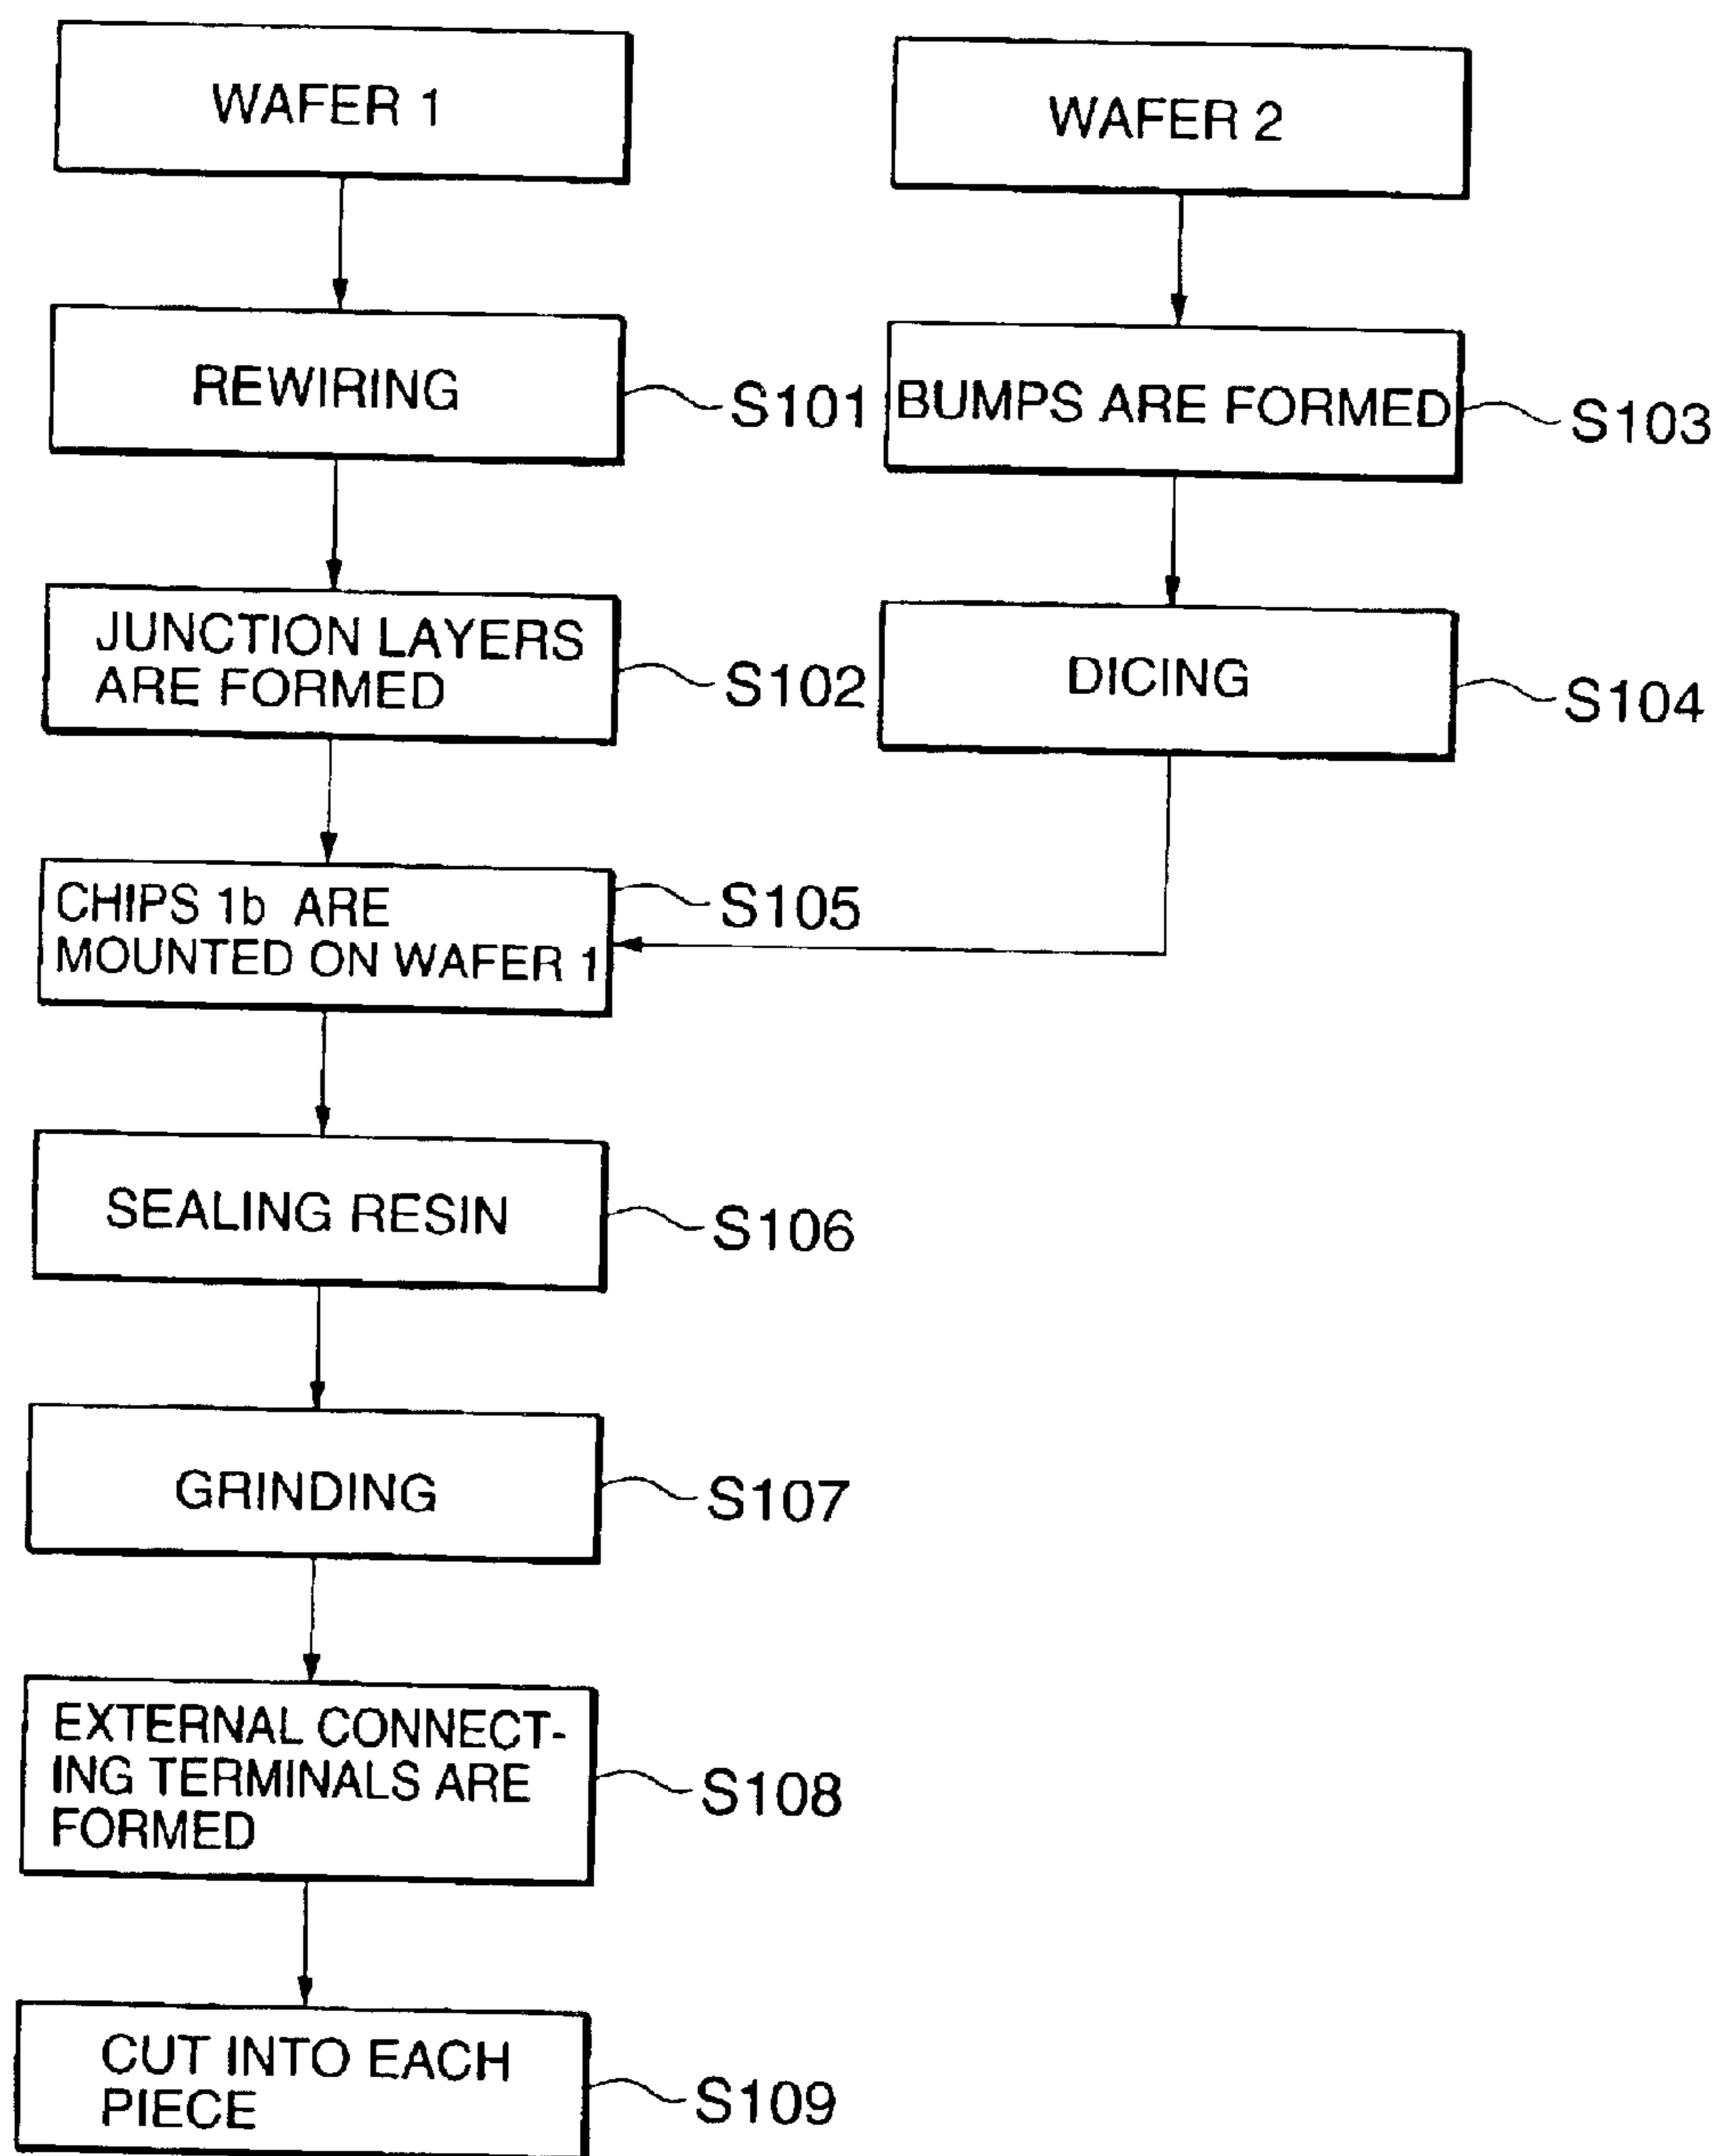 WAFER 1
WAFER 2
REWIRING
S101
BUMPS ARE FORMED
S103
JUNCTION LAYERS
ARE FORMED
S102
DICING
S104
CHIPS 1b ARE
MOUNTED ON WAFER 1
S105
SEALING RESIN
S106
GRINDING
S107
EXTERNAL CONNECT-
ING TERMINALS ARE
FORMED
S108
CUT INTO EACH
PIECE
S109